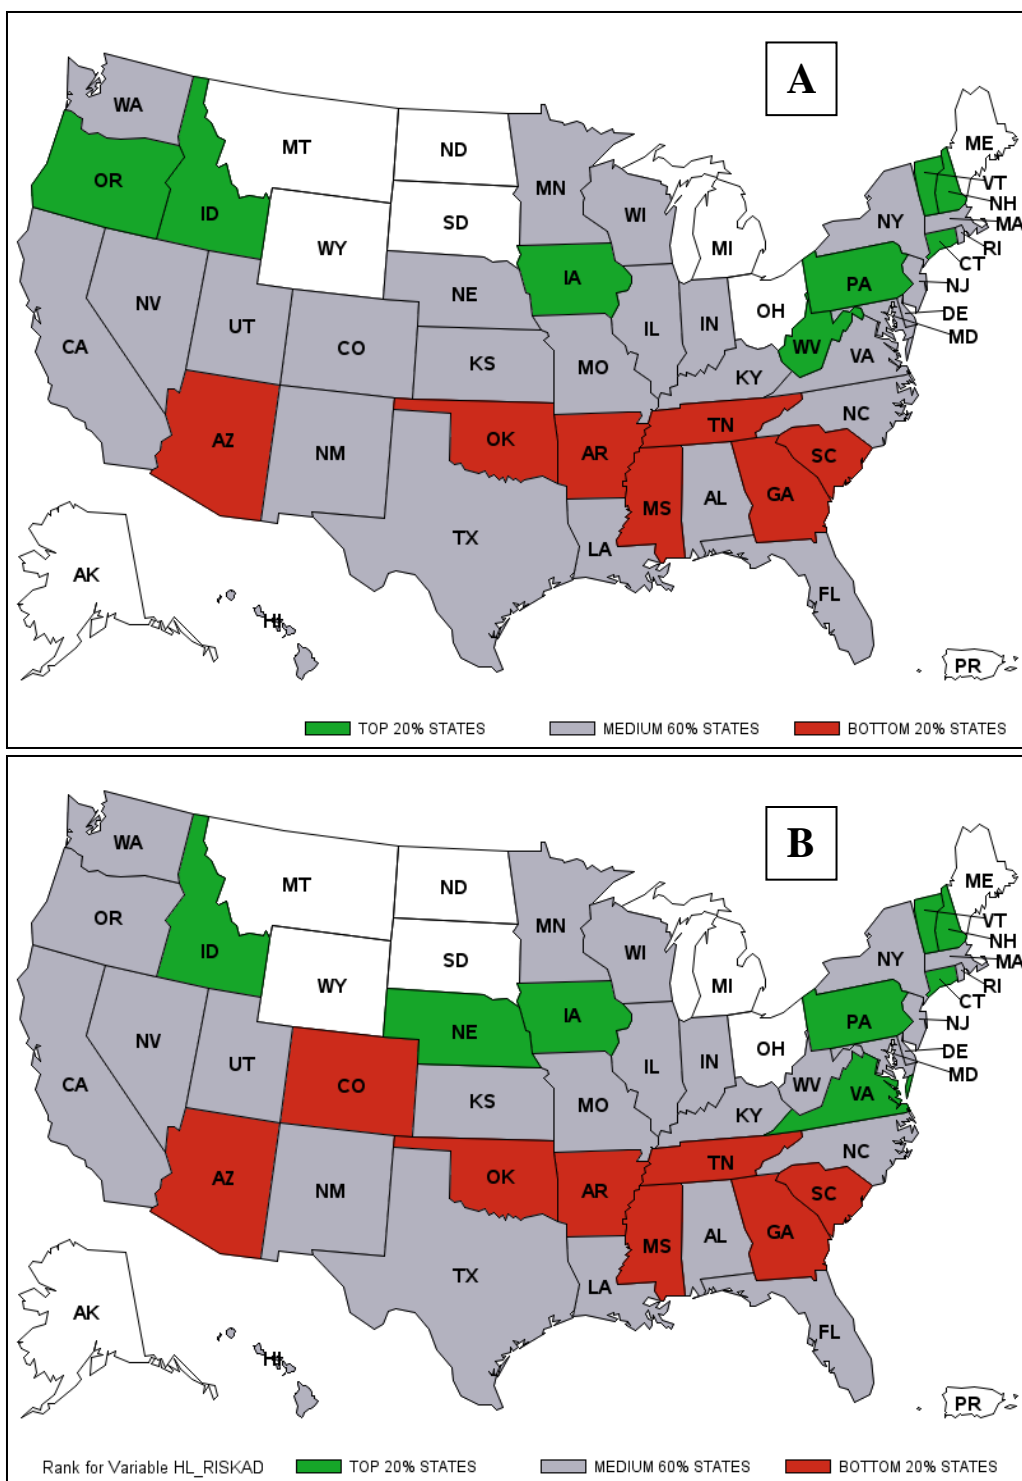 A
WA
MT
ND
ME
OR
MN
VT
ID
SD
WI
NH
NY
MA
WY
MI
RI
CT
IA
PA
NJ
NE
OH
DE
NV
IL
IN
MD
UT
WV
CA
CO
VA
KS
MO
KY
NC
AZ
OK
TN
NM
AR
SC
MS
GA
AL
TX
LA
AK
FL
HI
PR
TOP 20% STATES MEDIUM 60% STATES BOTTOM 20% STATES
B
WA
MT
ND
ME
OR
MN
VT
ID
SD
WI
NH
NY
MA
WY
MI
RI
CT
IA
PA
NJ
NE
OH
DE
NV
IL
IN
MD
UT
WV
CA
CO
VA
KS
MO
KY
NC
AZ
OK
TN
NM
AR
SC
MS
GA
AL
TX
LA
AK
FL
HI
PR
Rank for Variable HL_RISKAD TOP 20% STATES MEDIUM 60% STATES BOTTOM 20% STATES